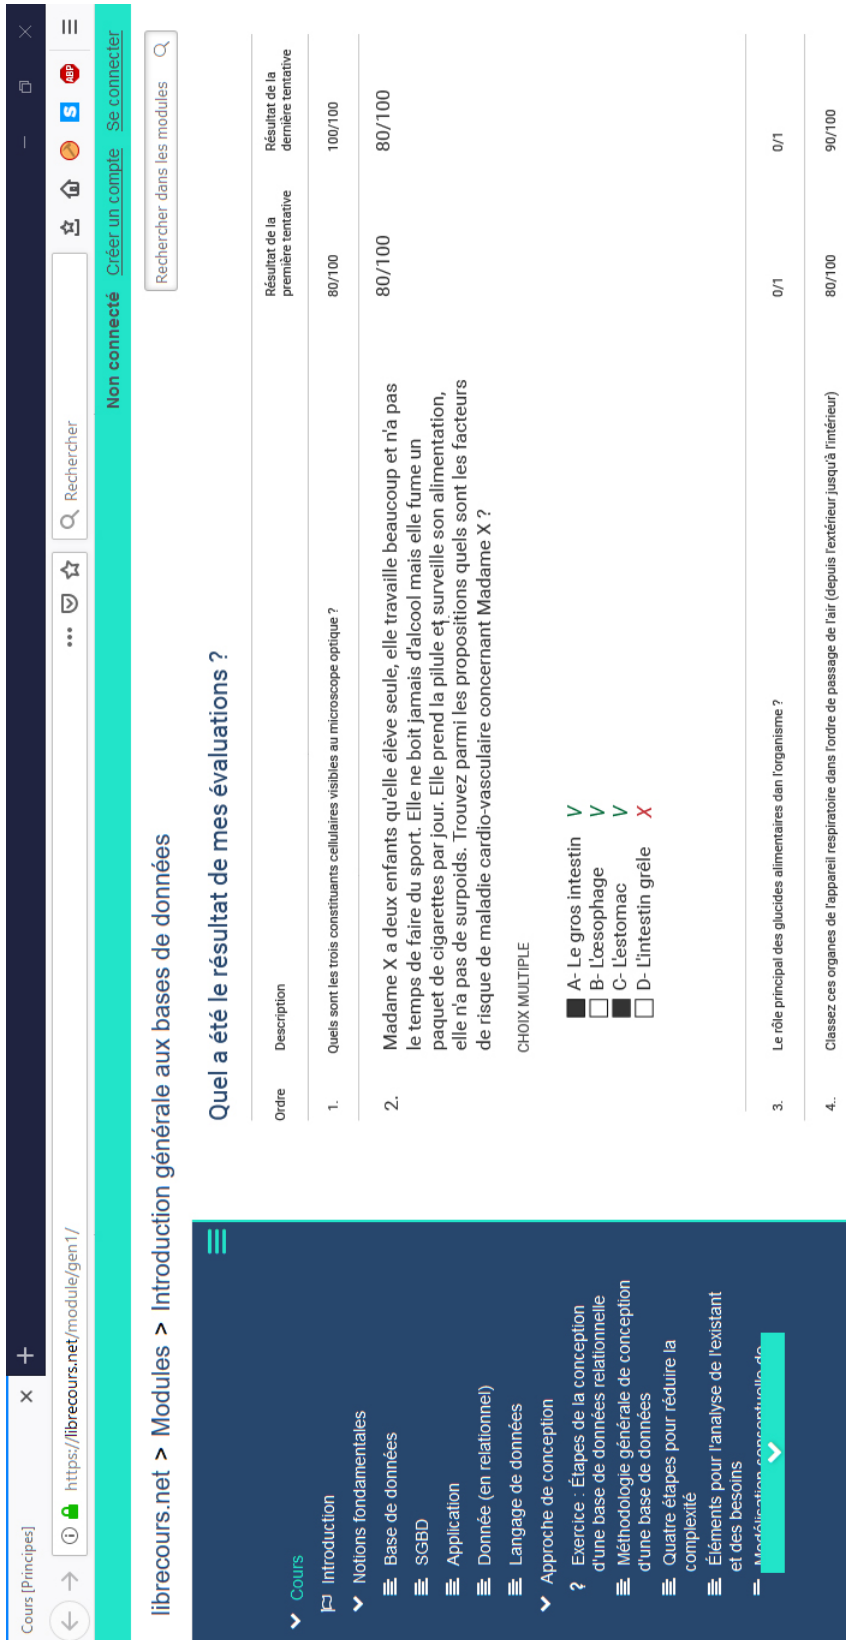 Cours [Principes]
https://librecours.net/module/gen1/
Rechercher
Non connecté Créer un compte Se connecter
librecours.net > Modules > Introduction générale aux bases de données
Rechercher dans les modules
Cours
Introduction
Notions fondamentales
Base de données
SGBD
Application
Donnée (en relationnel)
Langage de données
Approche de conception
? Exercice : Étapes de la conception
d'une base de données relationnelle
Méthodologie générale de conception
d'une base de données
Quatre étapes pour réduire la
complexité
Éléments pour l'analyse de l'existant
et des besoins
Modélisation conceptuelle de
Quel a été le résultat de mes évaluations ?
Ordre Description Résultat de la première tentative Résultat de la dernière tentative
1. Quels sont les trois constituants cellulaires visibles au microscope optique ? 80/100 100/100
2. Madame X a deux enfants qu'elle élève seule, elle travaille beaucoup et n'a pas 80/100 80/100
le temps de faire du sport. Elle ne boit jamais d'alcool mais elle fume un
paquet de cigarettes par jour. Elle prend la pilule et surveille son alimentation,
elle n'a pas de surpoids. Trouvez parmi les propositions quels sont les facteurs
de risque de maladie cardio-vasculaire concernant Madame X ?
CHOIX MULTIPLE
A- Le gros intestin V
B- L'œsophage V
C- L'estomac V
D- L'intestin grêle X
3. Le rôle principal des glucides alimentaires dan l'organisme ? 0/1 0/1
4.. Classez ces organes de l'appareil respiratoire dans l'ordre de passage de l'air (depuis l'extérieur jusqu'à l'intérieur) 80/100 90/100